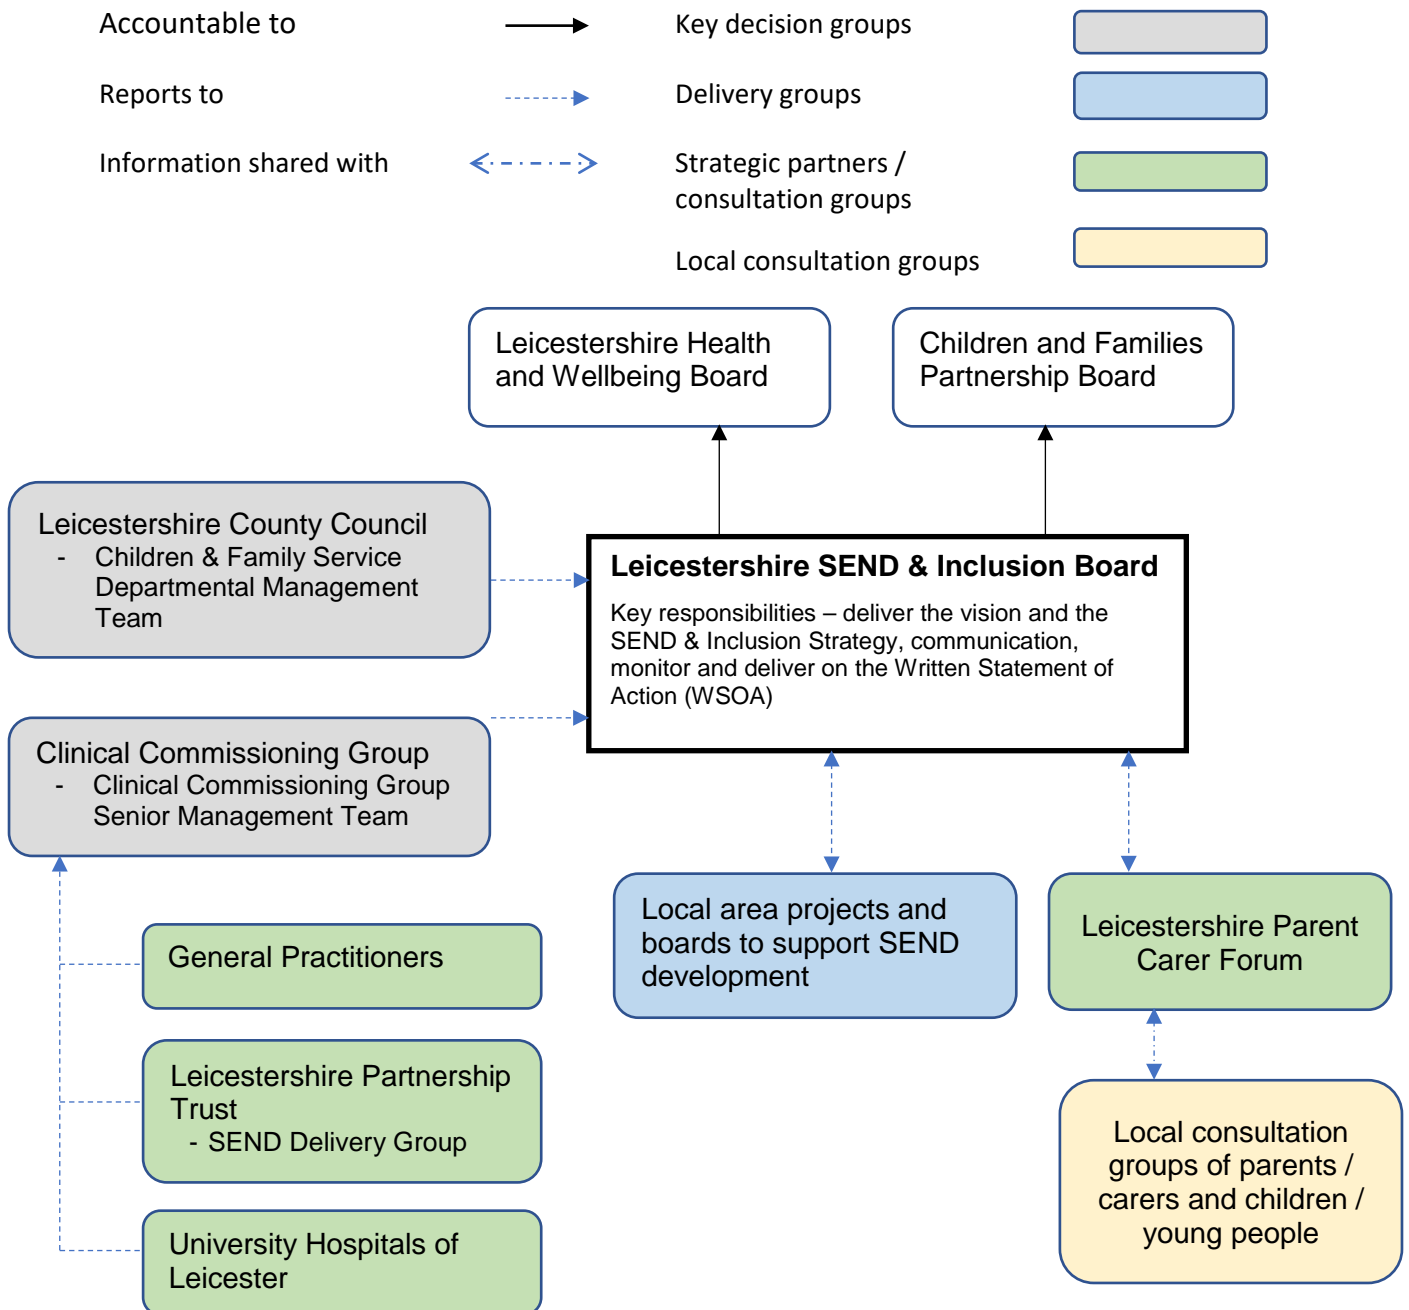 Accountable to
Key decision groups
Reports to
Delivery groups
Information shared with
Strategic partners /
consultation groups
Local consultation groups
Leicestershire Health
and Wellbeing Board
Children and Families
Partnership Board
Leicestershire County Council
- Children & Family Service
Departmental Management
Team
Leicestershire SEND & Inclusion Board
Key responsibilities – deliver the vision and the
SEND & Inclusion Strategy, communication,
monitor and deliver on the Written Statement of
Action (WSOA)
Clinical Commissioning Group
- Clinical Commissioning Group
Senior Management Team
General Practitioners
Leicestershire Partnership
Trust
- SEND Delivery Group
University Hospitals of
Leicester
Local area projects and
boards to support SEND
development
Leicestershire Parent
Carer Forum
Local consultation
groups of parents /
carers and children /
young people